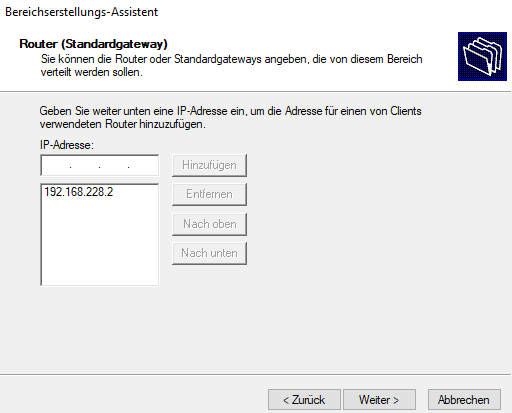 Bereichserstellungs-Assistent
Router (Standardgateway)
Sie können die Router oder Standardgateways angeben, die von diesem Bereich
verteilt werden sollen.
Geben Sie weiter unten eine IP-Adresse ein, um die Adresse für einen von Clients
verwendeten Router hinzuzufügen.
IP-Adresse:
. . .
Hinzufügen
192.168.228.2
Entfernen
Nach oben
Nach unten
< Zurück
Weiter >
Abbrechen